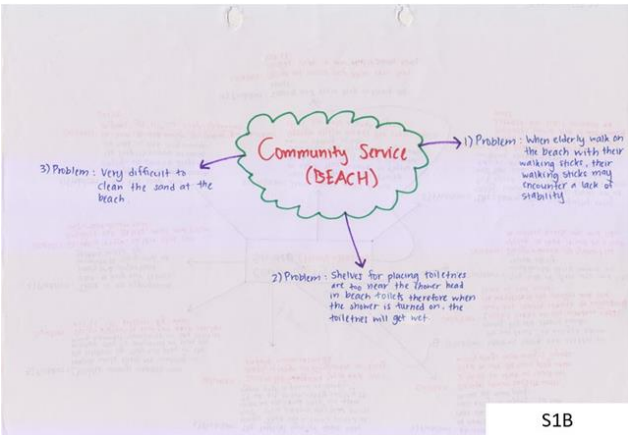 Community Service
(BEACH)
1) Problem : When elderly walk on
the beach with their
walking sticks, their
walking sticks may
encounter a lack of
stability
2) Problem : Shelves for placing toiletries
are too near the shower head
in beach toilets therefore when
the shower is turned on, the
toiletries will get wet.
3) Problem : Very difficult to
clean the sand at the
beach
S1B